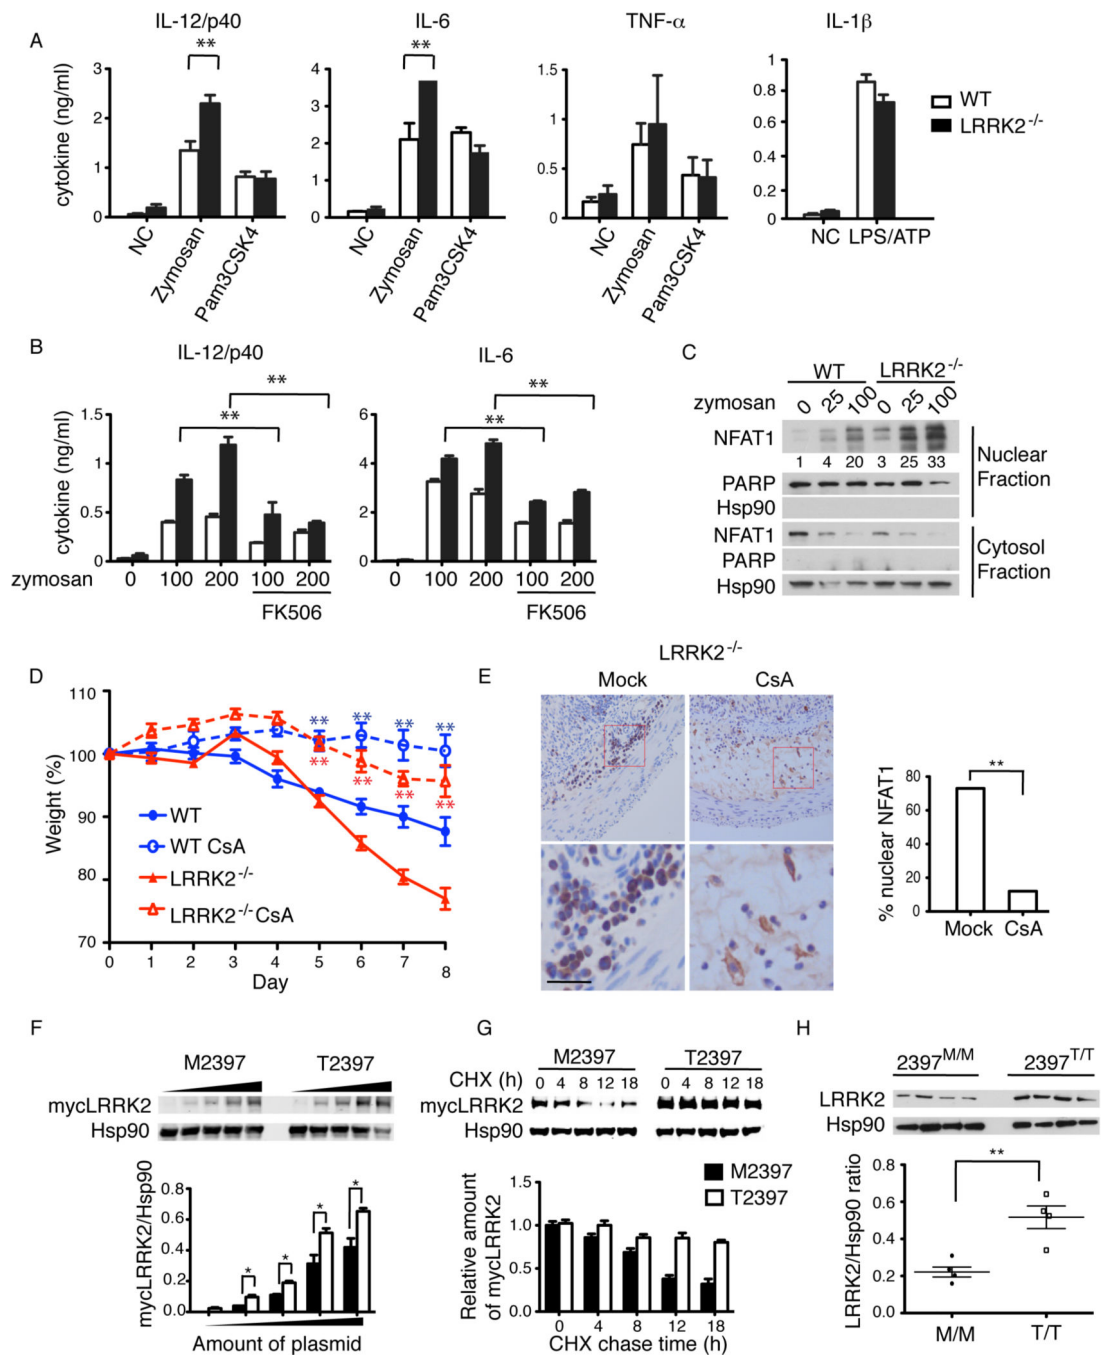 A
IL-12/p40
IL-6
TNF-α
IL-1β
cytokine (ng/ml)
3
2
1
0
**
NC
Zymosan
Pam3CSK4
4
3
2
1
0
**
NC
Zymosan
Pam3CSK4
1.5
1
0.5
0
NC
Zymosan
Pam3CSK4
1
0.8
0.6
0.4
0.2
0
NC LPS/ATP
WT
LRRK2-/-
B
IL-12/p40
IL-6
cytokine (ng/ml)
1.5
1
0.5
0
**
**
zymosan 0 100 200 100 200
FK506
6
4
2
0
**
**
0 100 200 100 200
FK506
C
WT LRRK2-/-
zymosan 0 25 100 0 25 100
NFAT1
1 4 20 3 25 33
PARP
Hsp90
Nuclear
Fraction
NFAT1
PARP
Hsp90
Cytosol
Fraction
D
Weight (%)
110
100
90
80
70
** ** ** **
** ** ** **
WT
WT CsA
LRRK2-/-
LRRK2-/-CsA
0 1 2 3 4 5 6 7 8
Day
E
LRRK2-/-
Mock CsA
% nuclear NFAT1
80
60
40
20
0
**
Mock CsA
F
M2397 T2397
mycLRRK2
Hsp90
mycLRRK2/Hsp90
0.8
0.6
0.4
0.2
0.0
* * * *
Amount of plasmid
G
M2397 T2397
CHX (h) 0 4 8 12 18 0 4 8 12 18
mycLRRK2
Hsp90
M2397
T2397
Relative amount
of mycLRRK2
1.5
1.0
0.5
0.0
0 4 8 12 18
CHX chase time (h)
H
2397M/M 2397T/T
LRRK2
Hsp90
LRRK2/Hsp90 ratio
0.8
0.6
0.4
0.2
0.0
**
M/M T/T